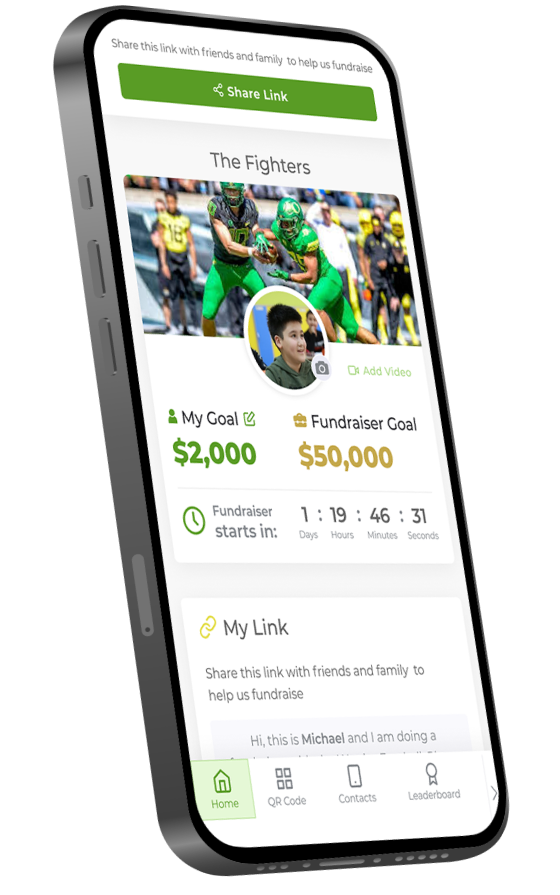 Share this link with friends and family to help us fundraise
Share Link
The Fighters
Add Video
My Goal
Fundraiser Goal
$2,000
$50,000
Fundraiser
starts in:
1 : 19 : 46 : 31
Days Hours Minutes Seconds
My Link
Share this link with friends and family to
help us fundraise
Hi, this is Michael and I am doing a
Home
QR Code
Contacts
Leaderboard